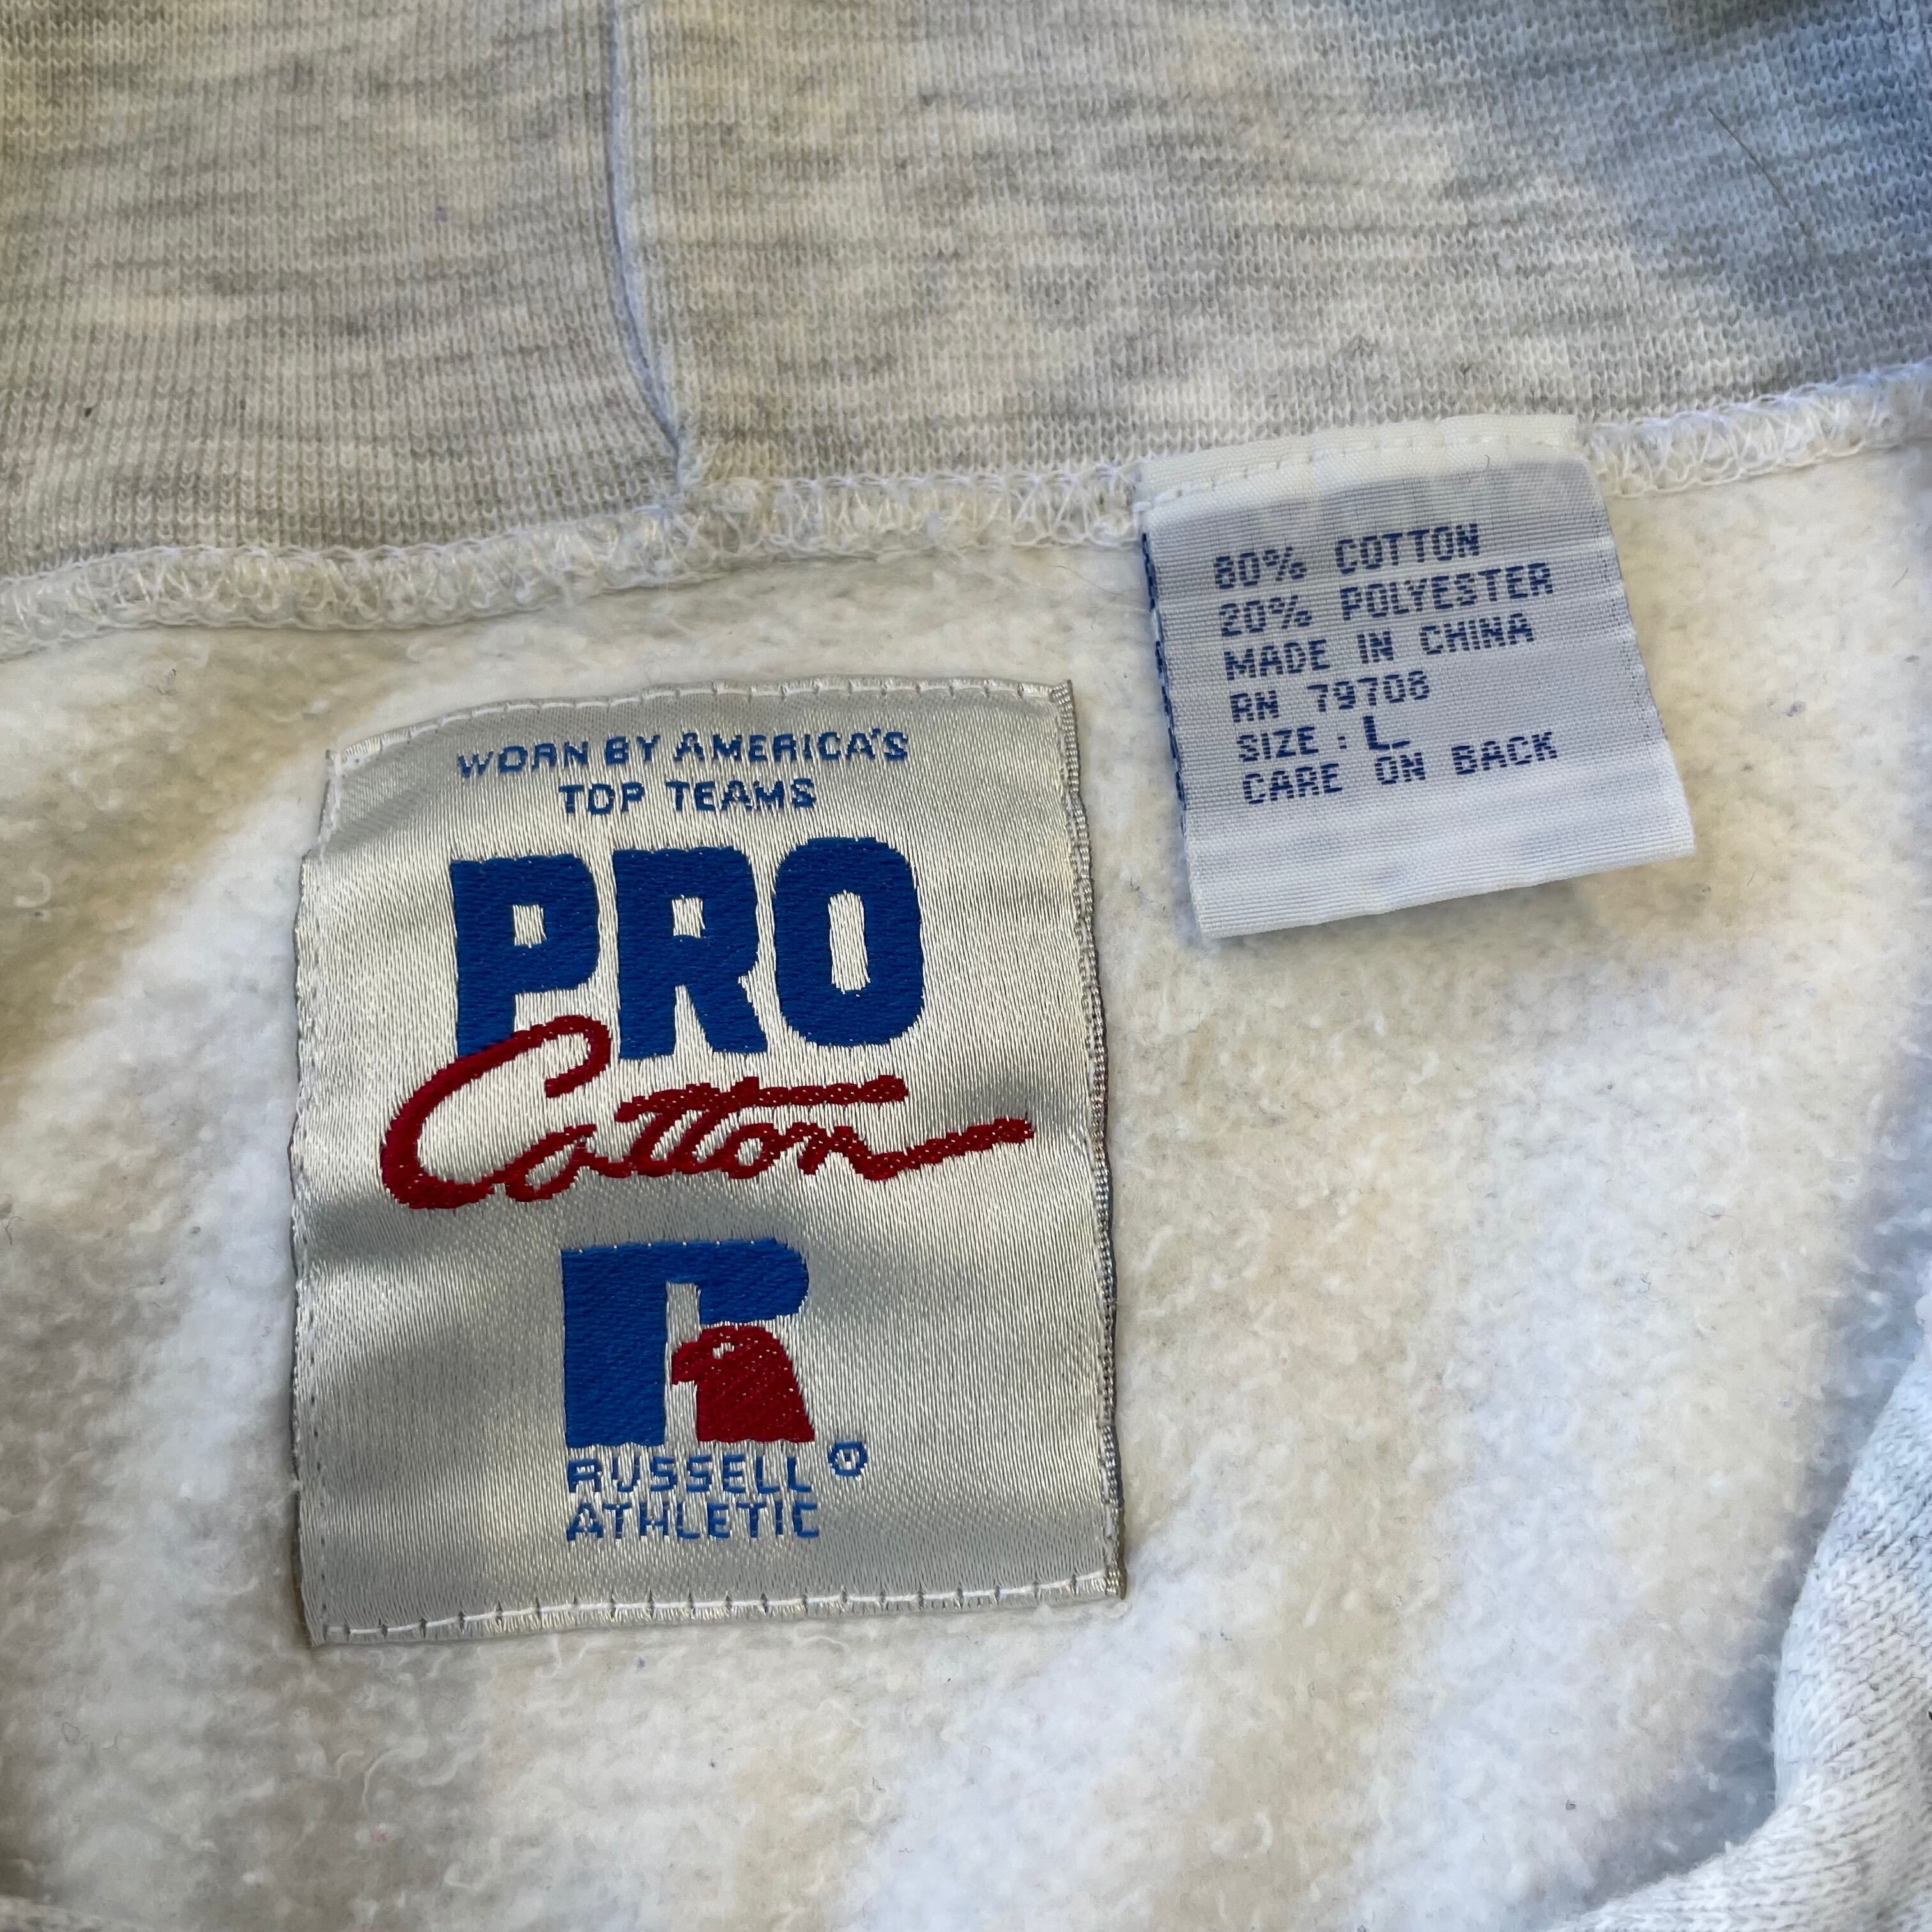 80% COTTON
20% POLYESTER
MADE IN CHINA
RN 79708
SIZE : L
CARE ON BACK
WORN BY AMERICA'S
TOP TEAMS
PRO
Cotton
R
RUSSELL ®
ATHLETIC